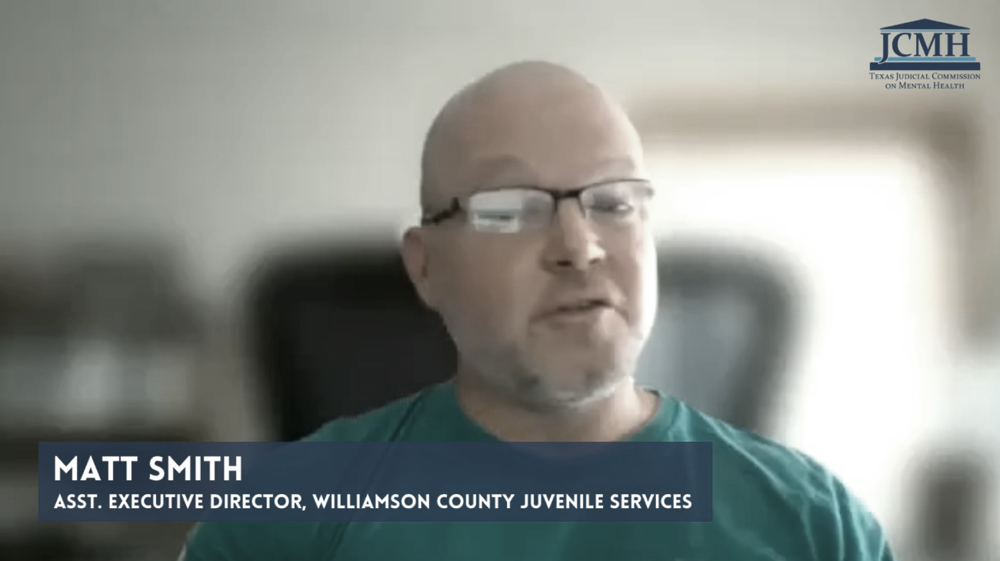 JCMH
TEXAS JUDICIAL COMMISSION
ON MENTAL HEALTH
MATT SMITH
ASST. EXECUTIVE DIRECTOR, WILLIAMSON COUNTY JUVENILE SERVICES